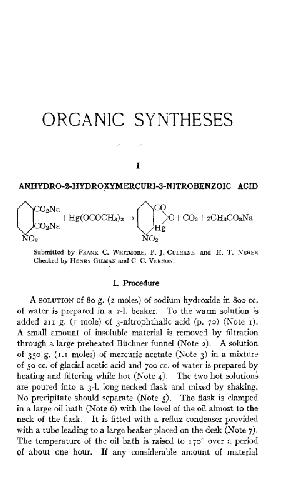 ORGANIC SYNTHESES
I
ANHYDRO-2-HYDROXYMERCURI-3-NITROBENZOIC ACID
CO₂Na CO
CO₂Na + Hg(OCOCH₃)₂ → O + CO₂ + 2CH₃CO₂Na
Hg
NO₂ NO₂
Submitted by FRANK C. WHITMORE, P. J. CULHANE and H. T. NEHER
Checked by HENRY GILMAN and C. C. VERNON.
1. Procedure
A SOLUTION of 80 g. (2 moles) of sodium hydroxide in 800 cc.
of water is prepared in a 2-l. beaker. To the warm solution is
added 211 g. (1 mole) of 3-nitrophthalic acid (p. 70) (Note 1).
A small amount of insoluble material is removed by filtration
through a large preheated Büchner funnel (Note 2). A solution
of 350 g. (1.1 moles) of mercuric acetate (Note 3) in a mixture
of 50 cc. of glacial acetic acid and 700 cc. of water is prepared by
heating and filtering while hot (Note 4). The two hot solutions
are poured into a 3-l. long-necked flask and mixed by shaking.
No precipitate should separate (Note 5). The flask is clamped
in a large oil bath (Note 6) with the level of the oil almost to the
neck of the flask. It is fitted with a reflux condenser provided
with a tube leading to a large beaker placed on the deck (Note 7).
The temperature of the oil bath is raised to 170° over a period
of about one hour. If any considerable amount of material